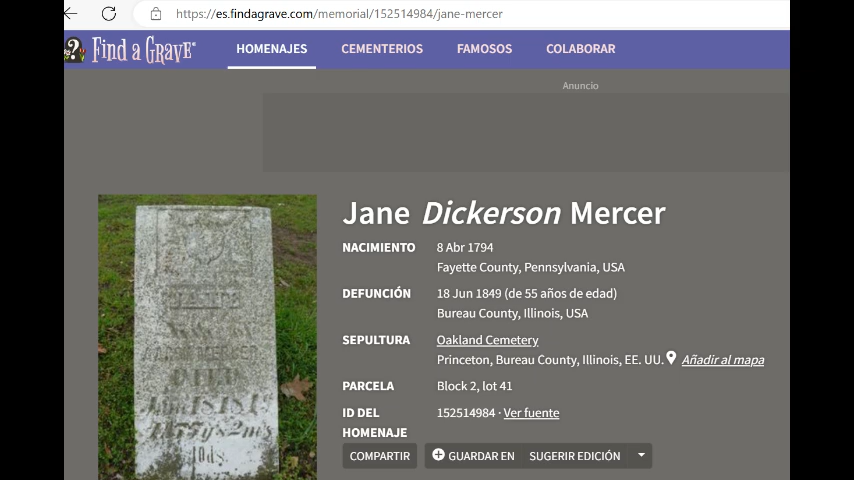 https://es.findagrave.com/memorial/152514984/jane-mercer
Find a Grave®
HOMENAJES CEMENTERIOS FAMOSOS COLABORAR
Anuncio
Jane Dickerson Mercer
NACIMIENTO 8 Abr 1794
Fayette County, Pennsylvania, USA
DEFUNCIÓN 18 Jun 1849 (de 55 años de edad)
Bureau County, Illinois, USA
SEPULTURA Oakland Cemetery
Princeton, Bureau County, Illinois, EE. UU. Añadir al mapa
PARCELA Block 2, lot 41
ID DEL HOMENAJE 152514984 · Ver fuente
COMPARTIR GUARDAR EN SUGERIR EDICIÓN
DIED
10ds.